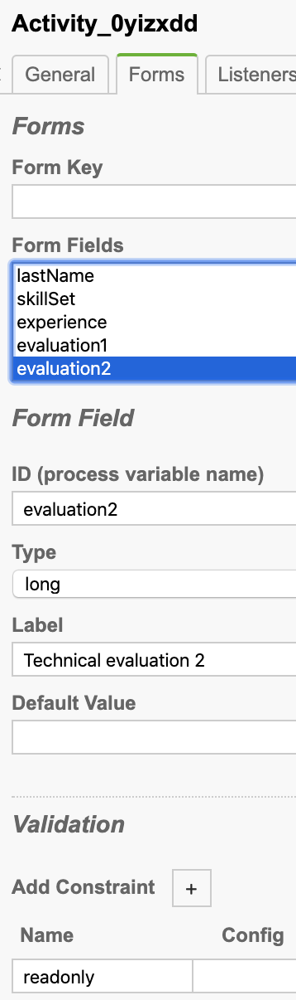 Activity_0yizxdd
General Forms Listeners
Forms
Form Key
Form Fields
lastName
skillSet
experience
evaluation1
evaluation2
Form Field
ID (process variable name)
evaluation2
Type
long
Label
Technical evaluation 2
Default Value
Validation
Add Constraint +
Name Config
readonly